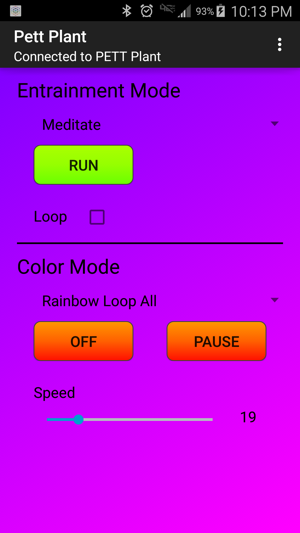 93% 10:13 PM
Pett Plant
Connected to PETT Plant
Entrainment Mode
Meditate
RUN
Loop
Color Mode
Rainbow Loop All
OFF PAUSE
Speed
19